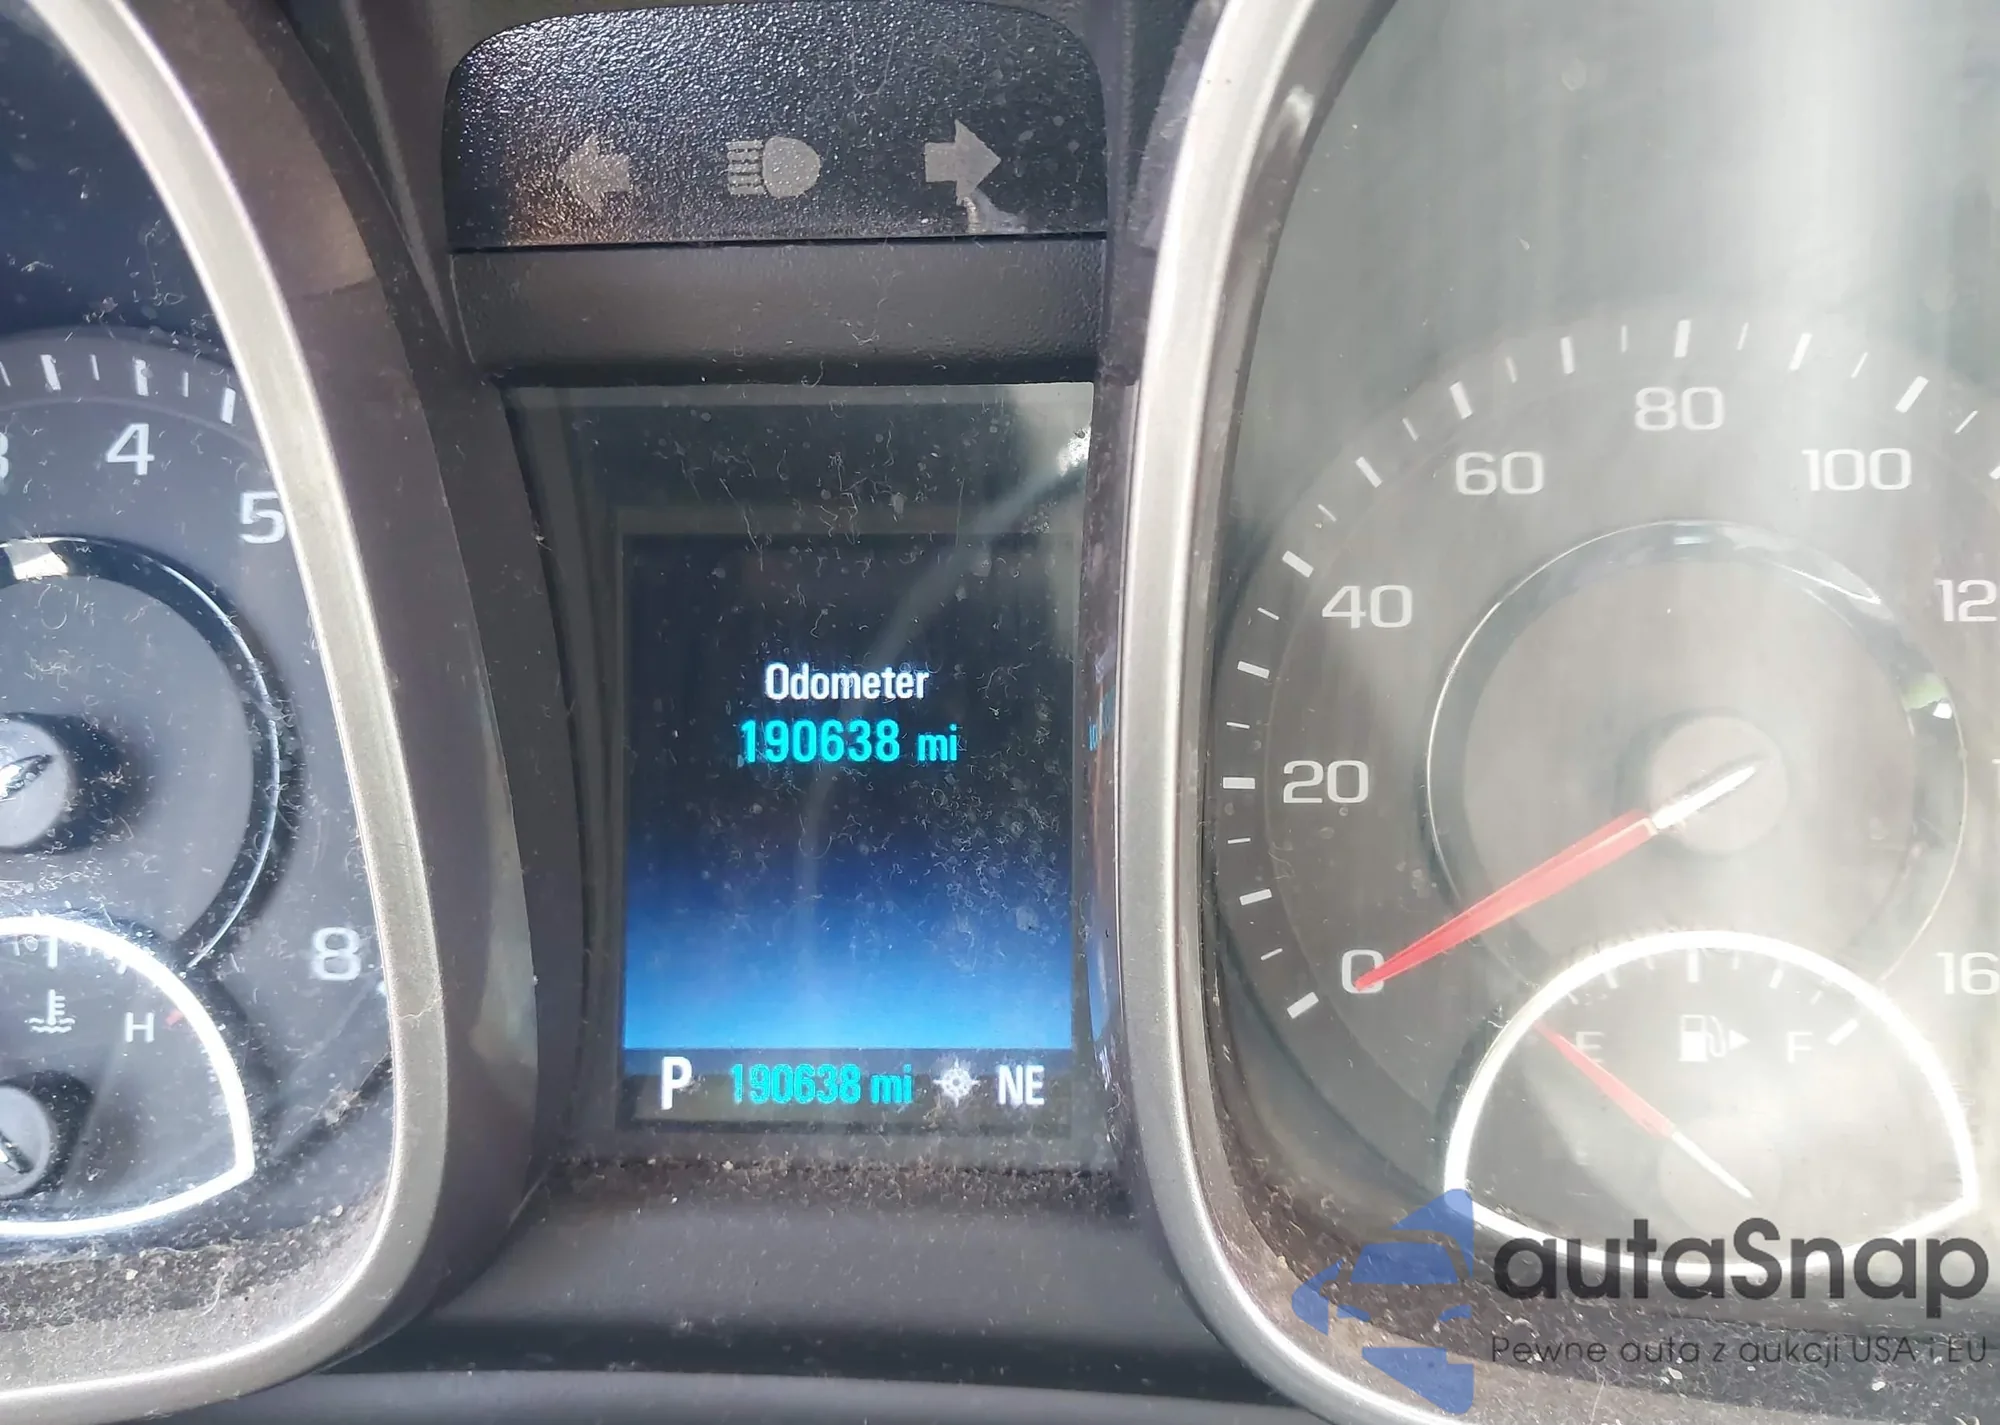 3
4
5
8
H
Odometer
190638 mi
P 190638 mi NE
0
20
40
60
80
100
E F
autaSnap
Pewne auta z aukcji USA i EU